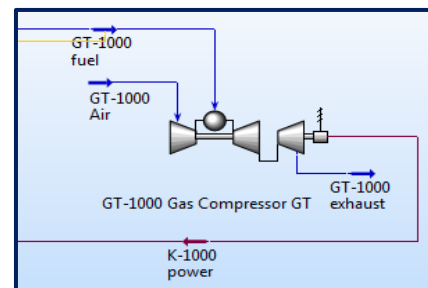 GT-1000
fuel
GT-1000
Air
GT-1000 Gas Compressor GT
GT-1000
exhaust
K-1000
power